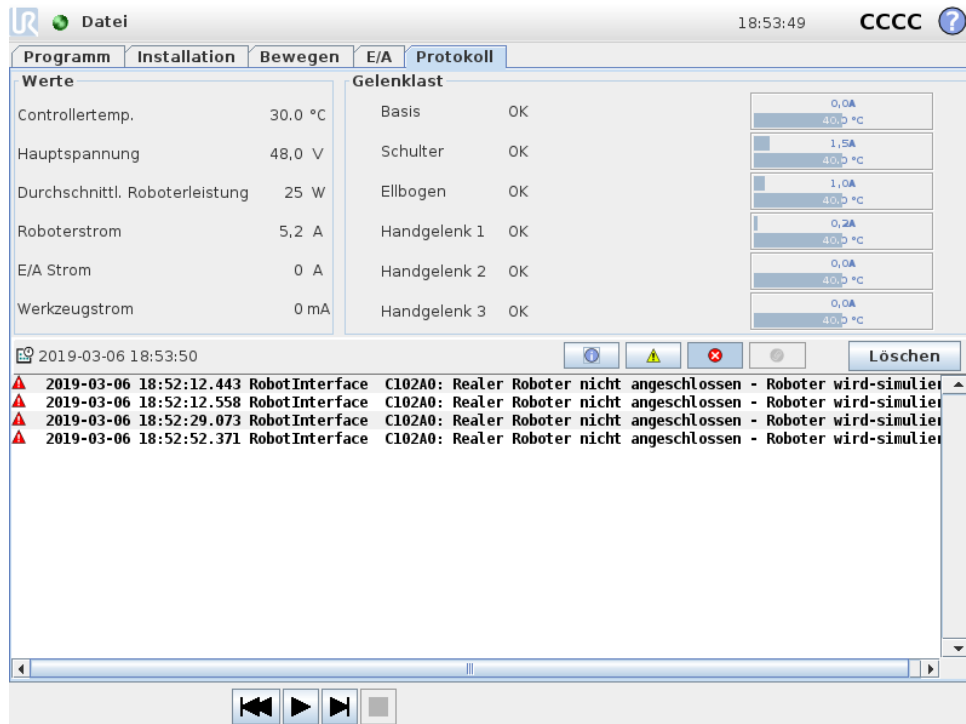 UR Datei 18:53:49 CCCC ?
Programm Installation Bewegen E/A Protokoll
Werte Gelenklast
Controllertemp. 30.0 °C Basis OK 0,0A 40.0 °C
Hauptspannung 48,0 V Schulter OK 1,5A 40.0 °C
Durchschnittl. Roboterleistung 25 W Ellbogen OK 1,0A 40.0 °C
Roboterstrom 5,2 A Handgelenk 1 OK 0,2A 40.0 °C
E/A Strom 0 A Handgelenk 2 OK 0,0A 40.0 °C
Werkzeugstrom 0 mA Handgelenk 3 OK 0,0A 40.0 °C
2019-03-06 18:53:50 Löschen
2019-03-06 18:52:12.443 RobotInterface C102A0: Realer Roboter nicht angeschlossen - Roboter wird-simulier
2019-03-06 18:52:12.558 RobotInterface C102A0: Realer Roboter nicht angeschlossen - Roboter wird-simulier
2019-03-06 18:52:29.073 RobotInterface C102A0: Realer Roboter nicht angeschlossen - Roboter wird-simulier
2019-03-06 18:52:52.371 RobotInterface C102A0: Realer Roboter nicht angeschlossen - Roboter wird-simulier